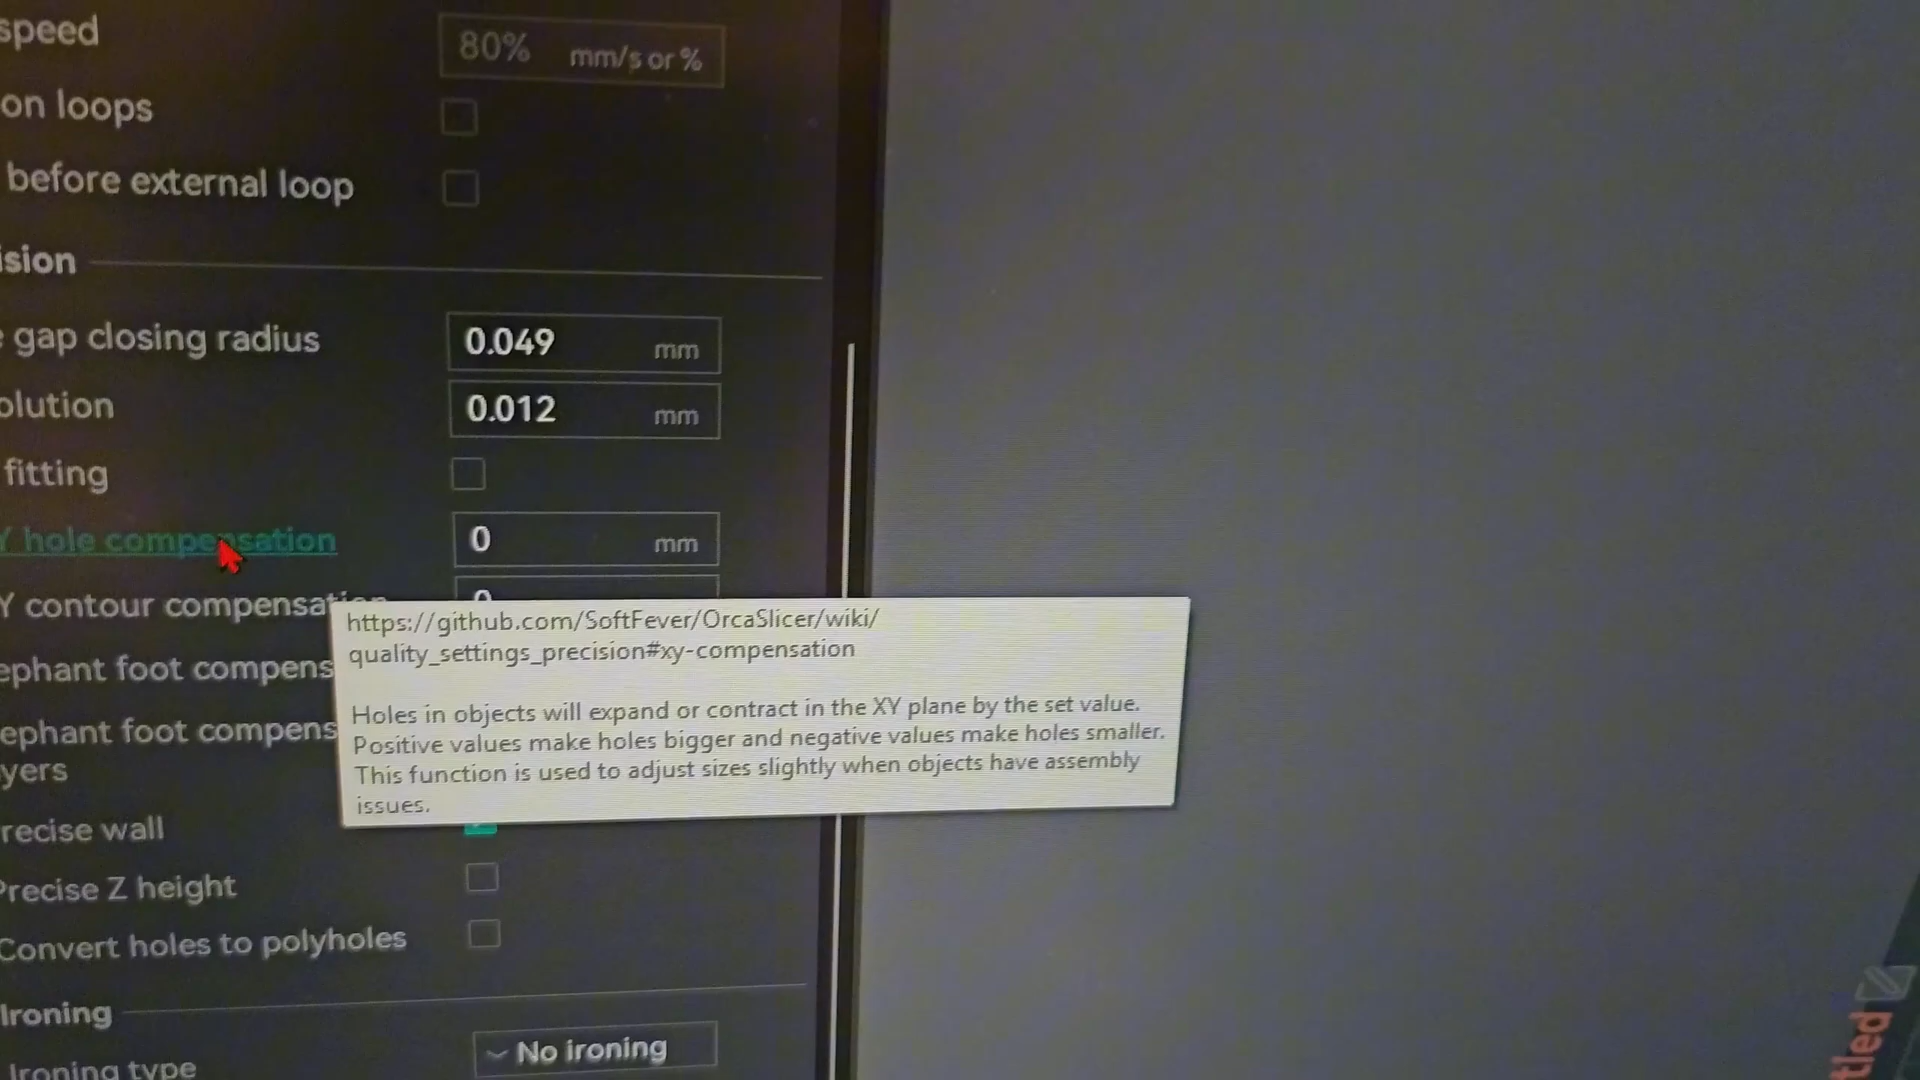 speed
80% mm/s or %
on loops
before external loop
ision
gap closing radius 0.049 mm
olution 0.012 mm
fitting
Y hole compensation 0 mm
Y contour compensation 0
ephant foot compens
ephant foot compens
yers
https://github.com/SoftFever/OrcaSlicer/wiki/
quality_settings_precision#xy-compensation
Holes in objects will expand or contract in the XY plane by the set value.
Positive values make holes bigger and negative values make holes smaller.
This function is used to adjust sizes slightly when objects have assembly
issues.
recise wall
Precise Z height
Convert holes to polyholes
Ironing
Ironing type No ironing
tled